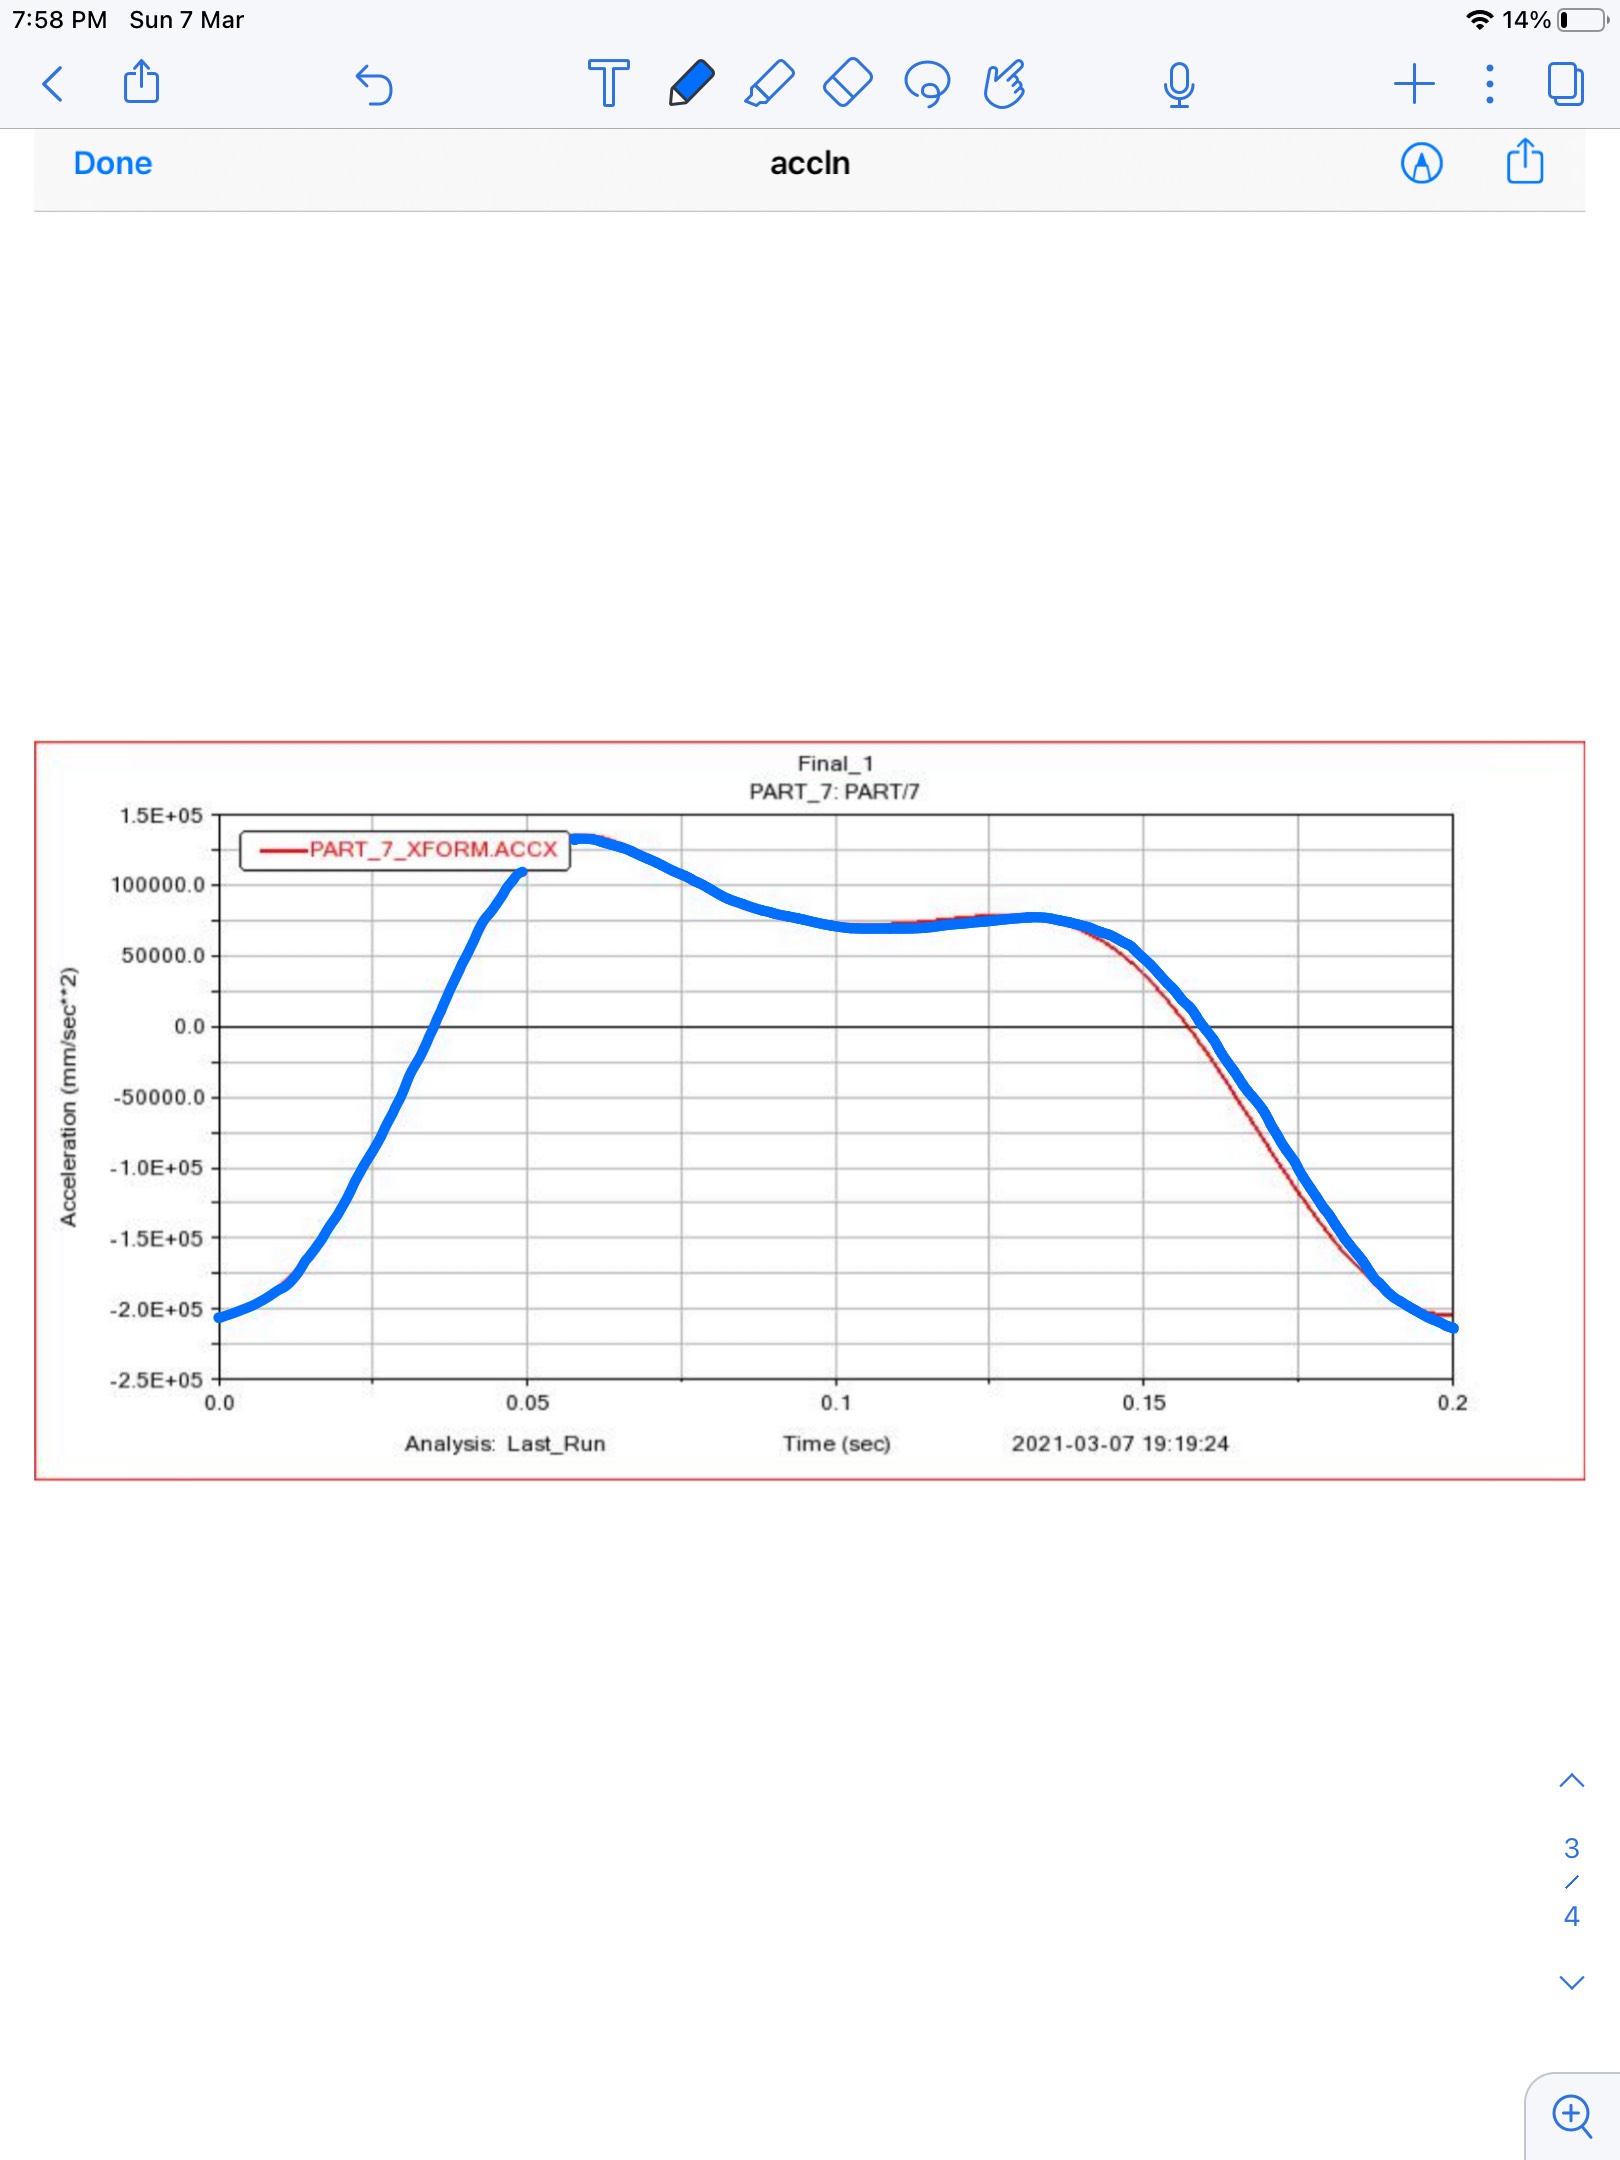 7:58 PM Sun 7 Mar 14%
T
Done accln
Final_1
PART_7: PART/7
PART_7_XFORM.ACCX
1.5E+05
100000.0
50000.0
0.0
-50000.0
-1.0E+05
-1.5E+05
-2.0E+05
-2.5E+05
Acceleration (mm/sec**2)
0.0 0.05 0.1 0.15 0.2
Analysis: Last_Run Time (sec) 2021-03-07 19:19:24
3
/
4